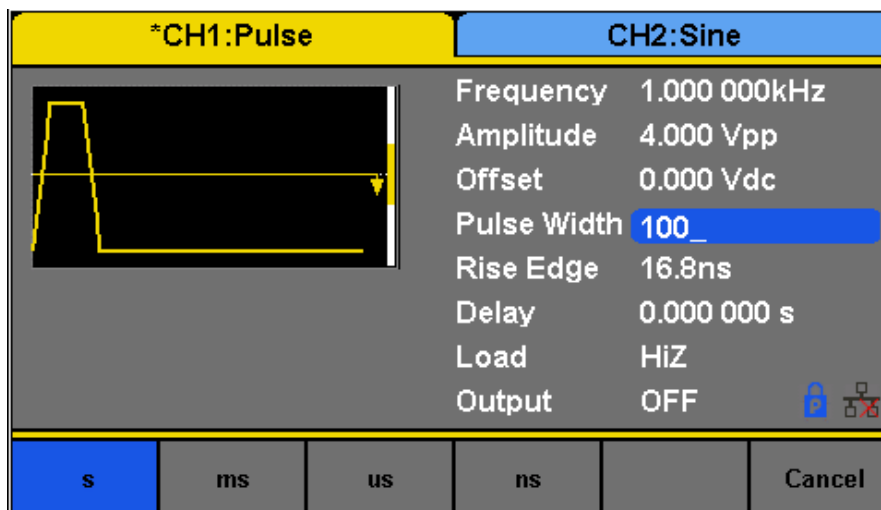 *CH1:Pulse
CH2:Sine
Frequency 1.000 000kHz
Amplitude 4.000 Vpp
Offset 0.000 Vdc
Pulse Width 100_
Rise Edge 16.8ns
Delay 0.000 000 s
Load HiZ
Output OFF
P
s ms us ns Cancel